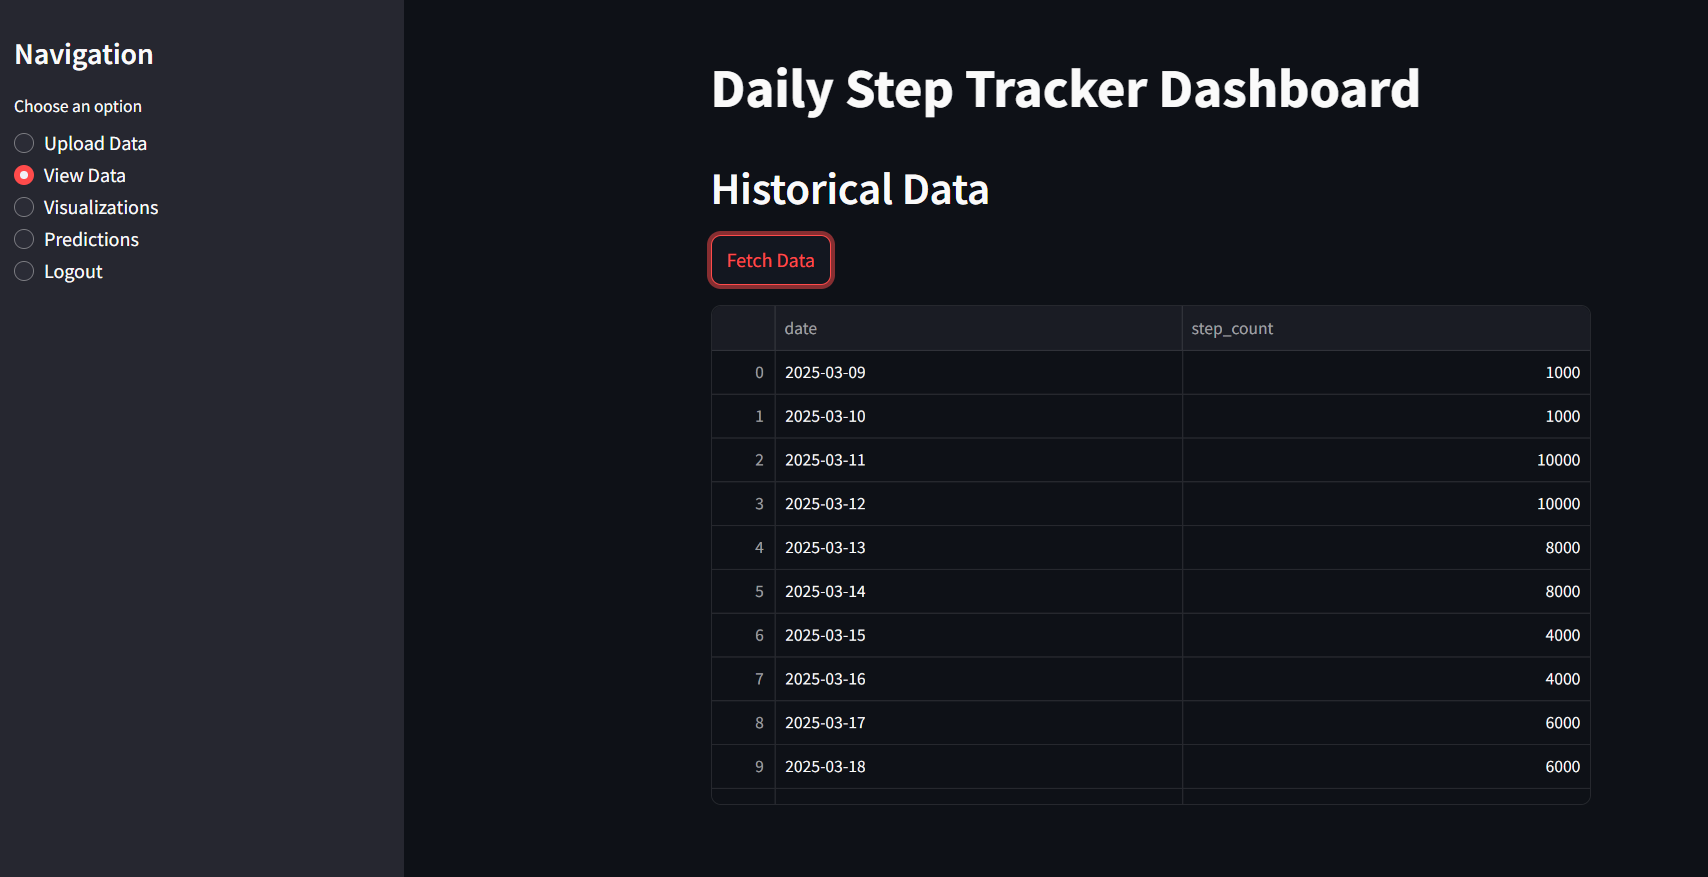 Navigation
Choose an option
Upload Data
View Data
Visualizations
Predictions
Logout
Daily Step Tracker Dashboard
Historical Data
Fetch Data
date step_count
0 2025-03-09 1000
1 2025-03-10 1000
2 2025-03-11 10000
3 2025-03-12 10000
4 2025-03-13 8000
5 2025-03-14 8000
6 2025-03-15 4000
7 2025-03-16 4000
8 2025-03-17 6000
9 2025-03-18 6000